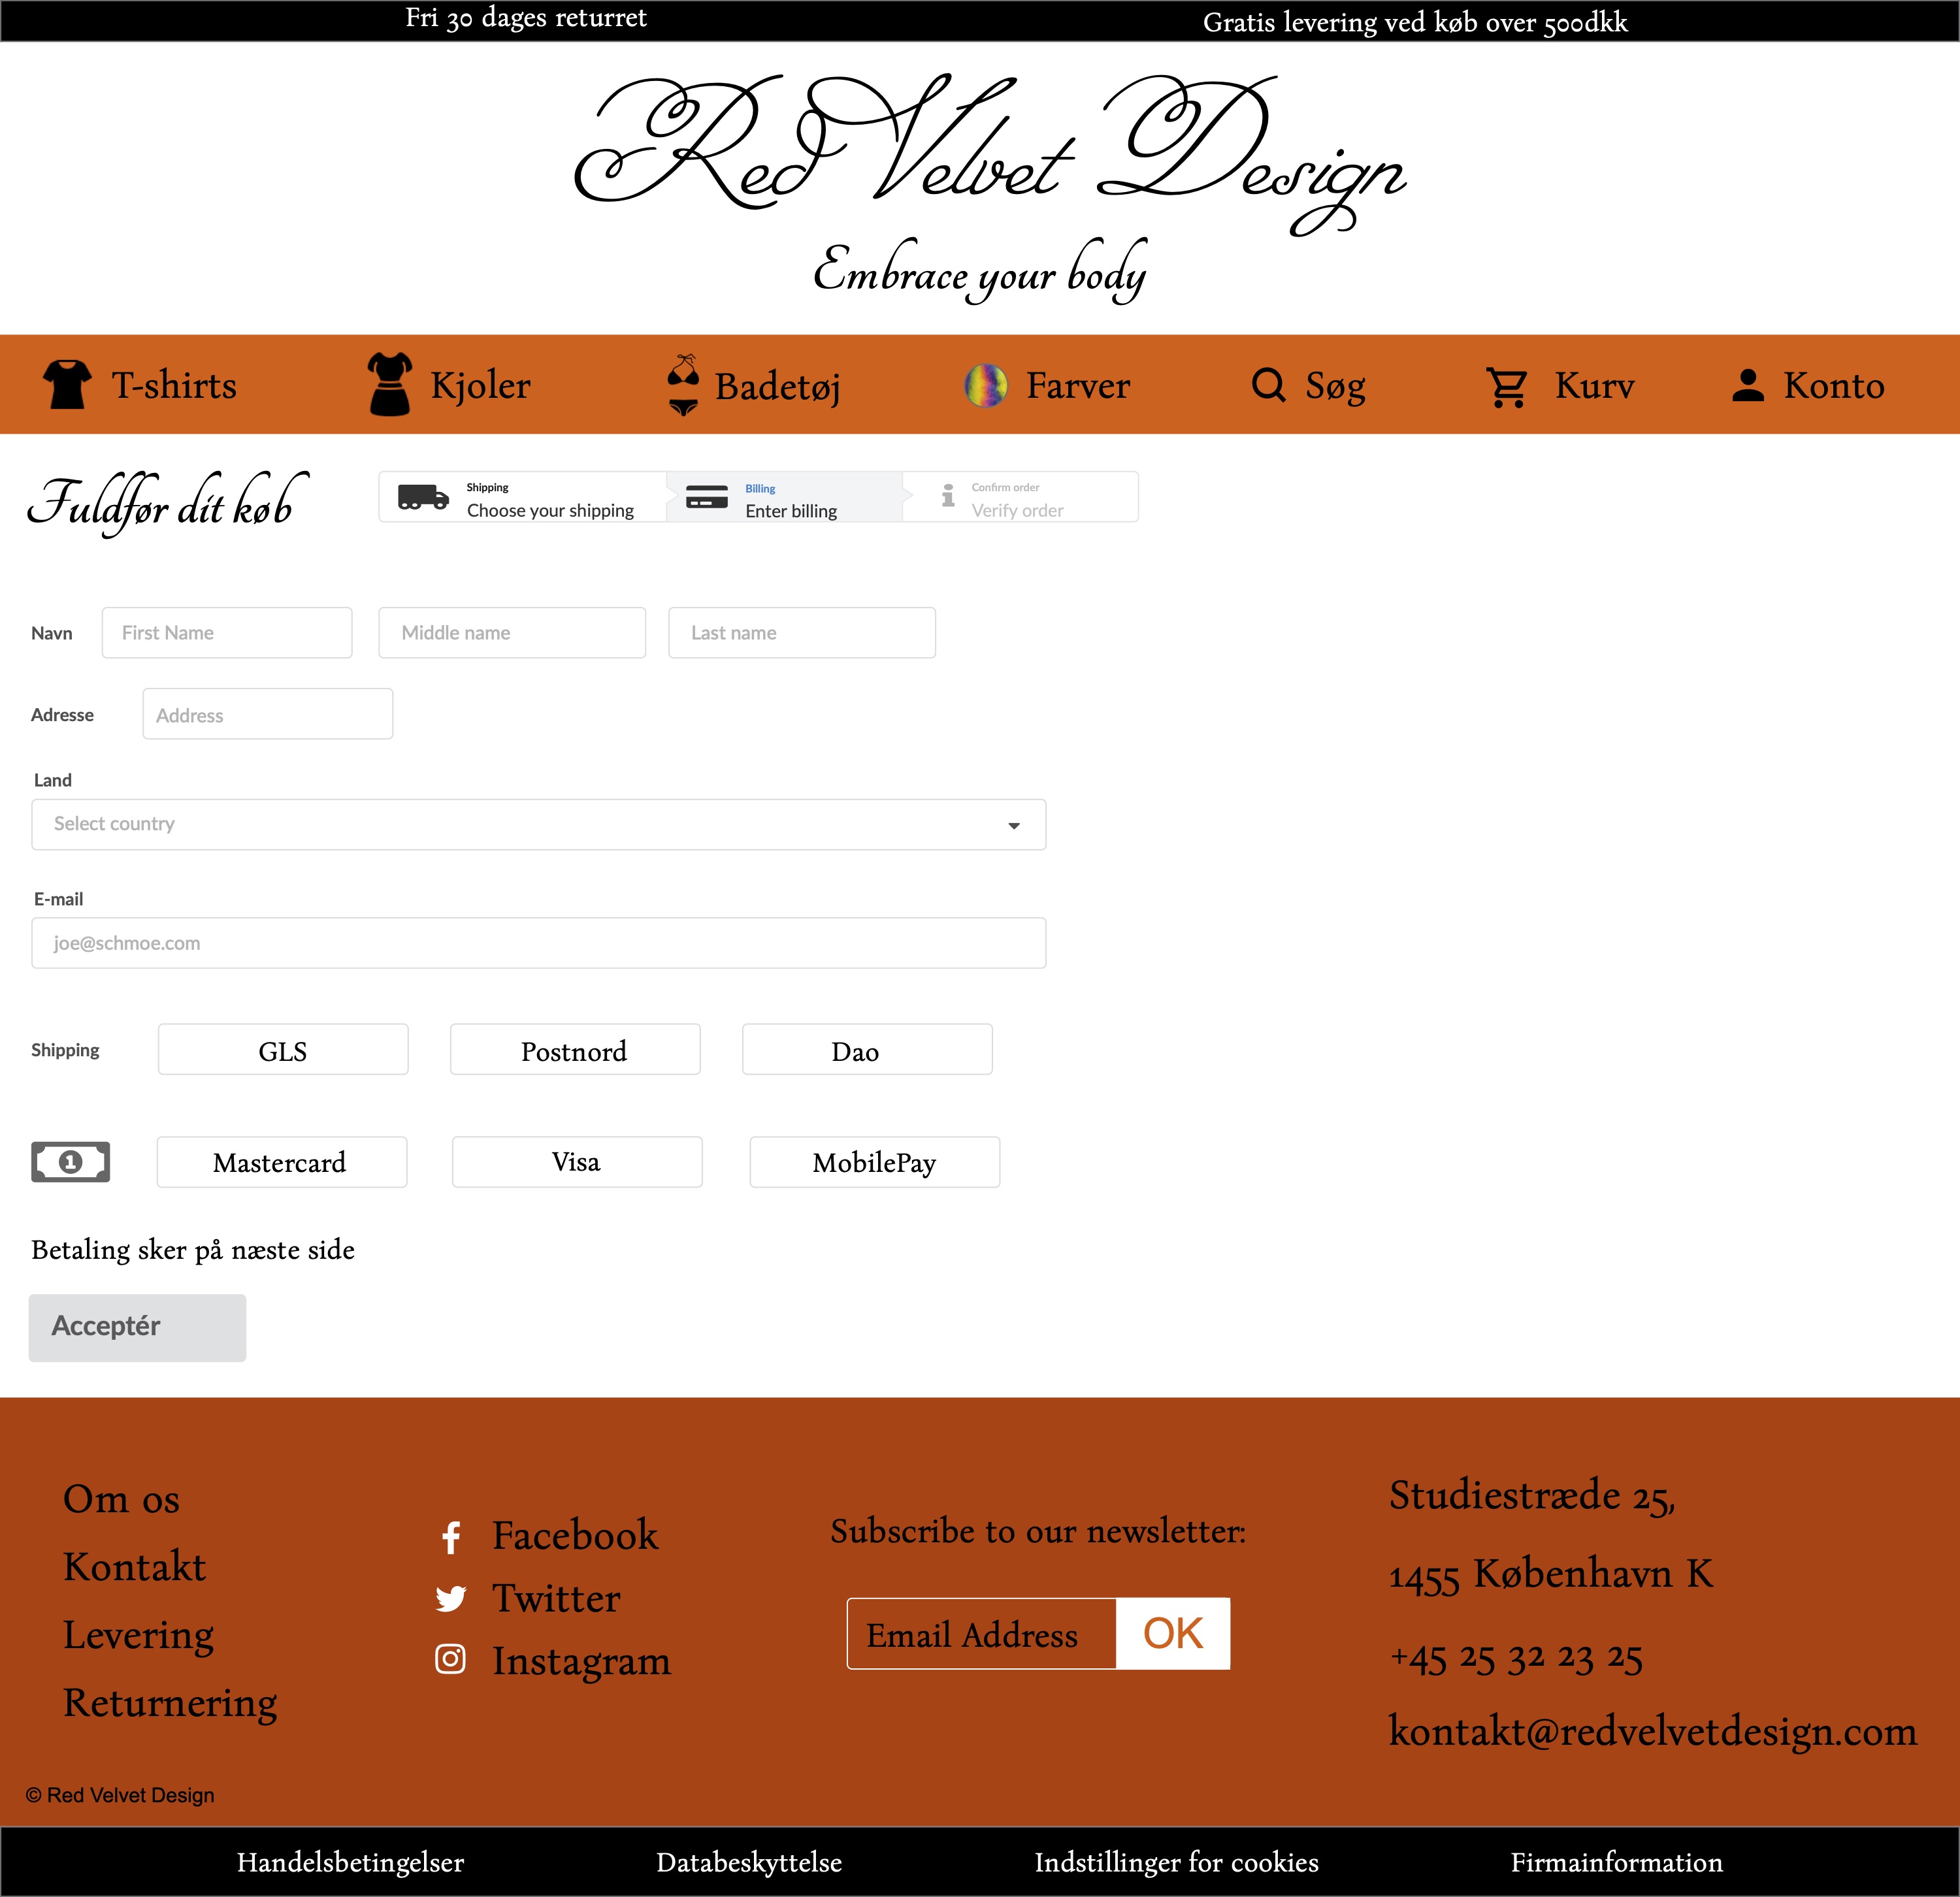 Fri 30 dages returret
Gratis levering ved køb over 500dkk
Red Velvet Design
Embrace your body
T-shirts
Kjoler
Badetøj
Farver
Søg
Kurv
Konto
Fuldfør dit køb
Shipping
Choose your shipping
Billing
Enter billing
Confirm order
Verify order
Navn
First Name
Middle name
Last name
Adresse
Address
Land
Select country
E-mail
joe@schmoe.com
Shipping
GLS
Postnord
Dao
1
Mastercard
Visa
MobilePay
Betaling sker på næste side
Acceptér
Om os
Kontakt
Levering
Returnering
Facebook
Twitter
Instagram
Subscribe to our newsletter:
Email Address
OK
Studiestræde 25,
1455 København K
+45 25 32 23 25
kontakt@redvelvetdesign.com
© Red Velvet Design
Handelsbetingelser
Databeskyttelse
Indstillinger for cookies
Firmainformation